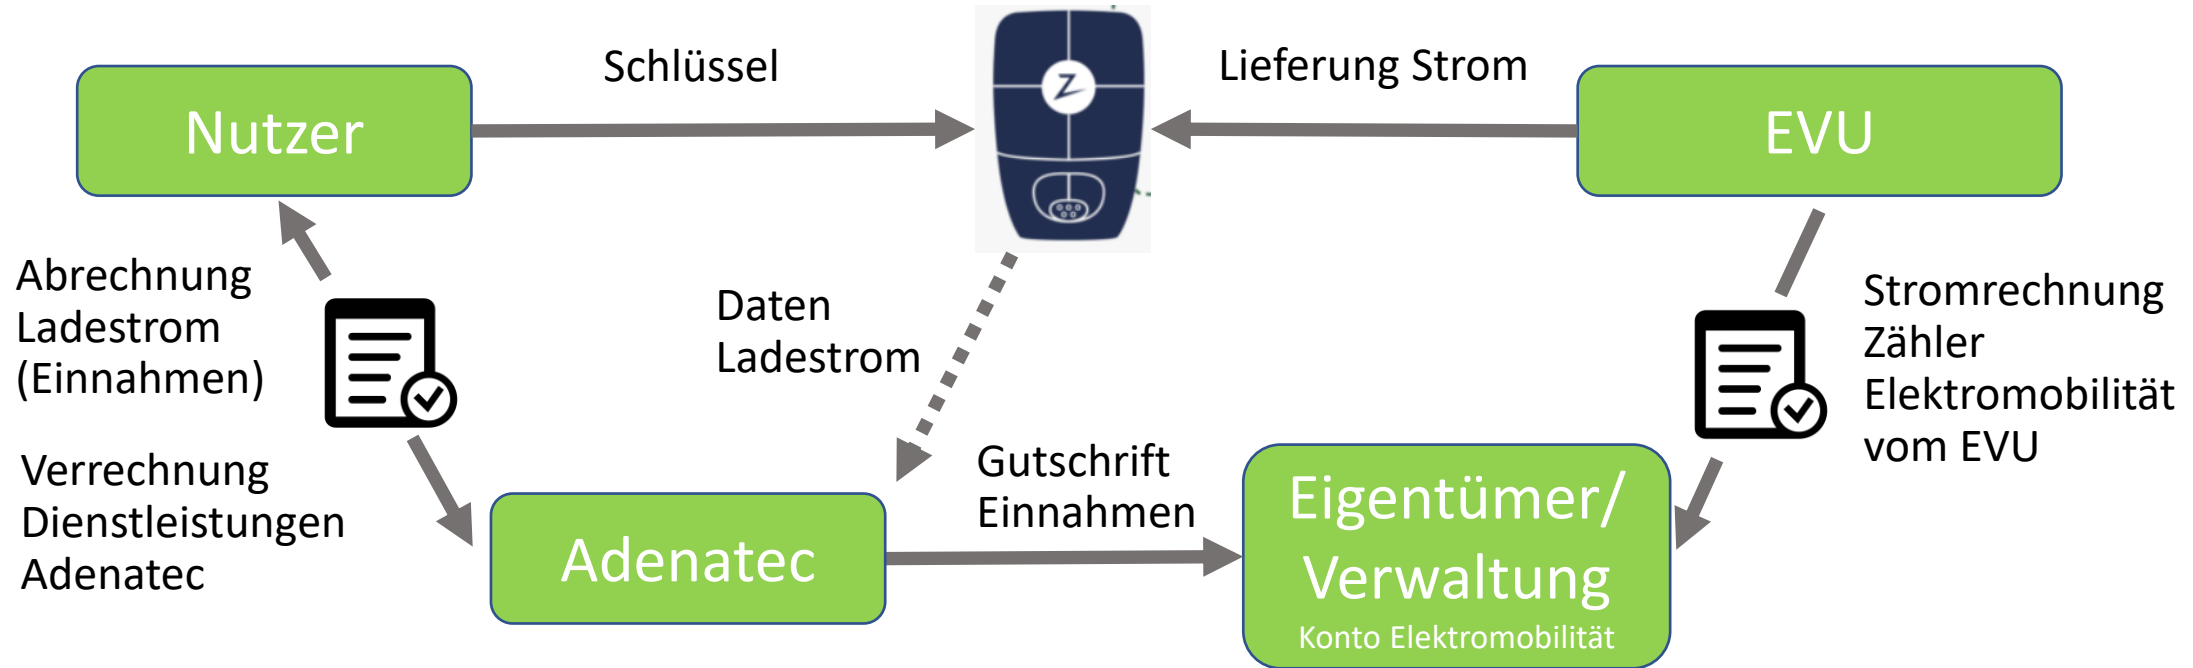 Schlüssel
Lieferung Strom
Nutzer
Z
EVU
Abrechnung
Ladestrom
(Einnahmen)
Daten
Ladestrom
Stromrechnung
Zähler
Elektromobilität
vom EVU
Verrechnung
Dienstleistungen
Adenatec
Gutschrift
Einnahmen
Adenatec
Eigentümer/
Verwaltung
Konto Elektromobilität